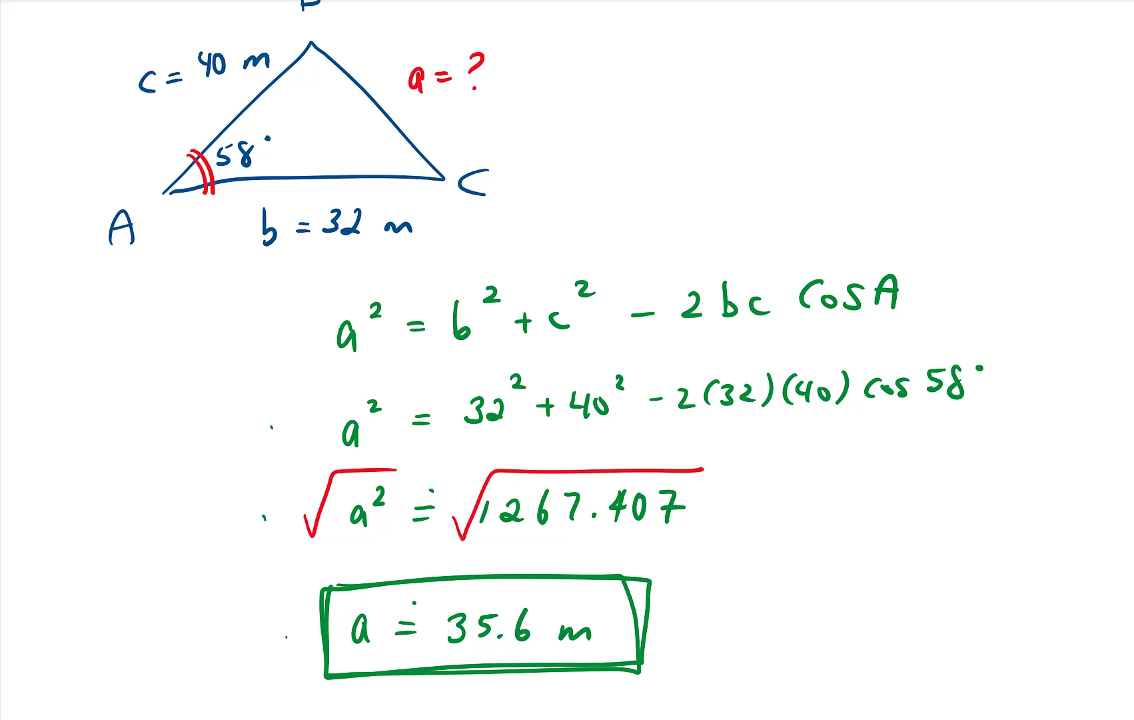 c = 40 m
a = ?
58°
A
C
b = 32 m
a² = b² + c² - 2bc cos A
a² = 32² + 40² - 2(32)(40) cos 58°
√a² ≐ √1267.407
a ≐ 35.6 m